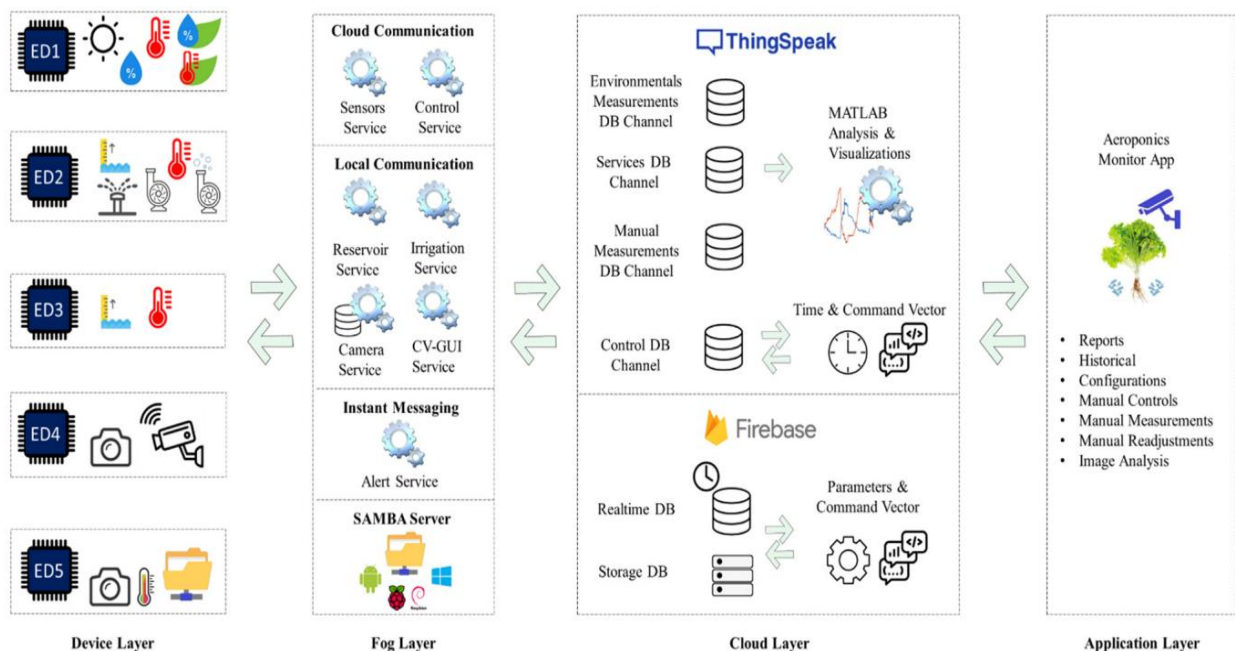 ED1
%
%
ED2
ED3
ED4
ED5
Device Layer
Cloud Communication
Sensors
Service
Control
Service
Local Communication
Reservoir
Service
Irrigation
Service
Camera
Service
CV-GUI
Service
Instant Messaging
Alert Service
SAMBA Server
Fog Layer
ThingSpeak
Environmentals
Measurements
DB Channel
Services DB
Channel
Manual
Measurements
DB Channel
MATLAB
Analysis &
Visualizations
Control DB
Channel
Time & Command Vector
</>
{...}
Firebase
Realtime DB
Storage DB
Parameters &
Command Vector
</>
{...}
Cloud Layer
Aeroponics
Monitor App
• Reports
• Historical
• Configurations
• Manual Controls
• Manual Measurements
• Manual Readjustments
• Image Analysis
Application Layer